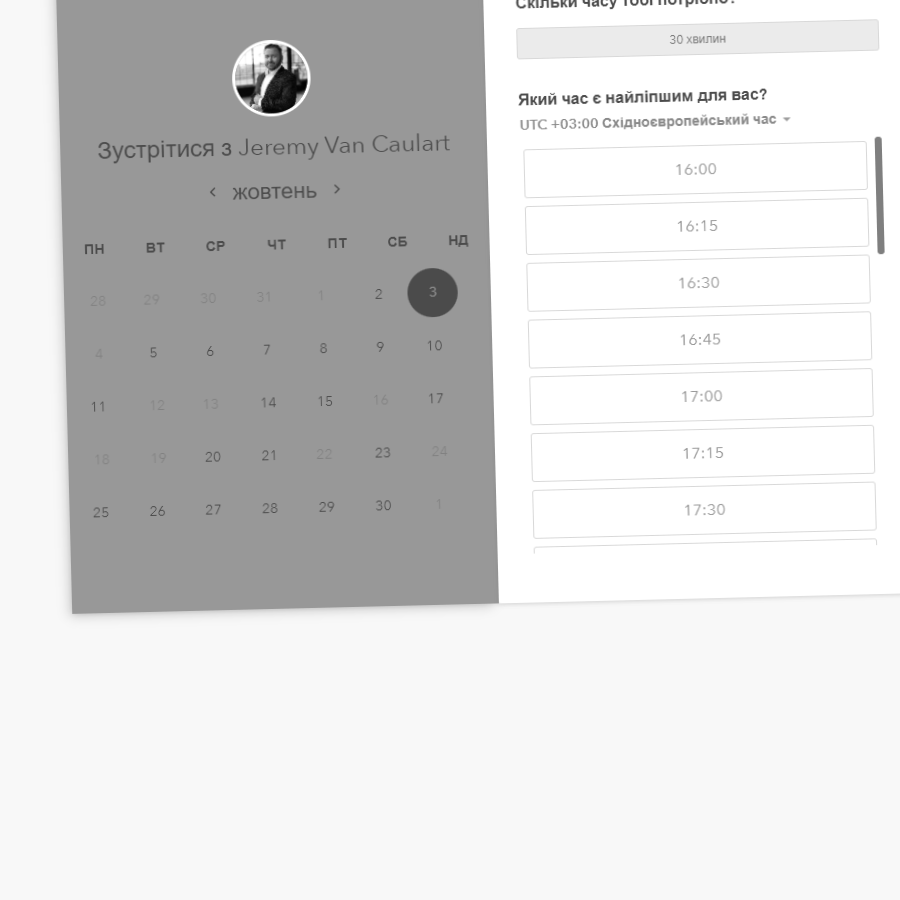 Зустрітися з Jeremy Van Caulart
‹ жовтень ›
ПН ВТ СР ЧТ ПТ СБ НД
28 29 30 31 1 2 3
4 5 6 7 8 9 10
11 12 13 14 15 16 17
18 19 20 21 22 23 24
25 26 27 28 29 30 1
Скільки часу тобі потрібно?
30 хвилин
Який час є найліпшим для вас?
UTC +03:00 Східноєвропейський час
16:00
16:15
16:30
16:45
17:00
17:15
17:30